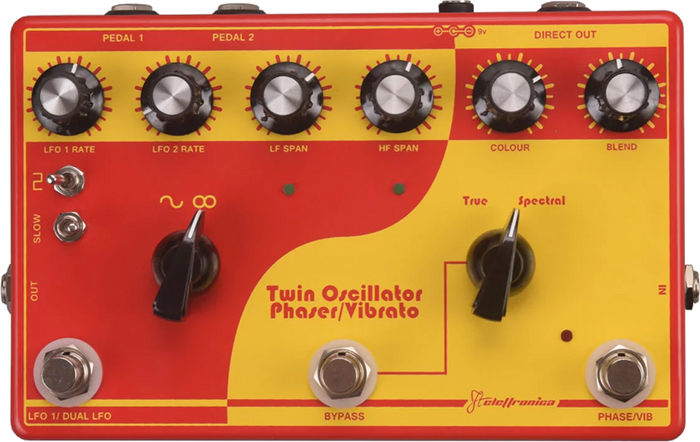 PEDAL 1
PEDAL 2
9v
DIRECT OUT
LFO 1 RATE
LFO 2 RATE
LF SPAN
HF SPAN
COLOUR
BLEND
SLOW
True
Spectral
OUT
IN
Twin Oscillator
Phaser/Vibrato
LFO 1/ DUAL LFO
BYPASS
elettronica
PHASE/VIB